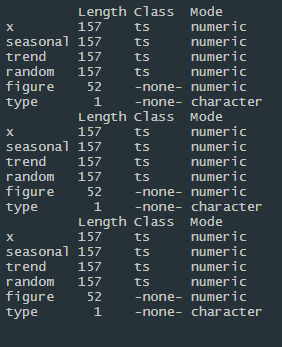 Length Class Mode
x 157 ts numeric
seasonal 157 ts numeric
trend 157 ts numeric
random 157 ts numeric
figure 52 -none- numeric
type 1 -none- character
Length Class Mode
x 157 ts numeric
seasonal 157 ts numeric
trend 157 ts numeric
random 157 ts numeric
figure 52 -none- numeric
type 1 -none- character
Length Class Mode
x 157 ts numeric
seasonal 157 ts numeric
trend 157 ts numeric
random 157 ts numeric
figure 52 -none- numeric
type 1 -none- character